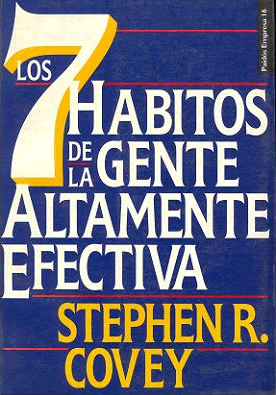 Paidós Empresa 16
LOS
7 HABITOS
DE
LA GENTE
ALTAMENTE
EFECTIVA
STEPHEN R.
COVEY